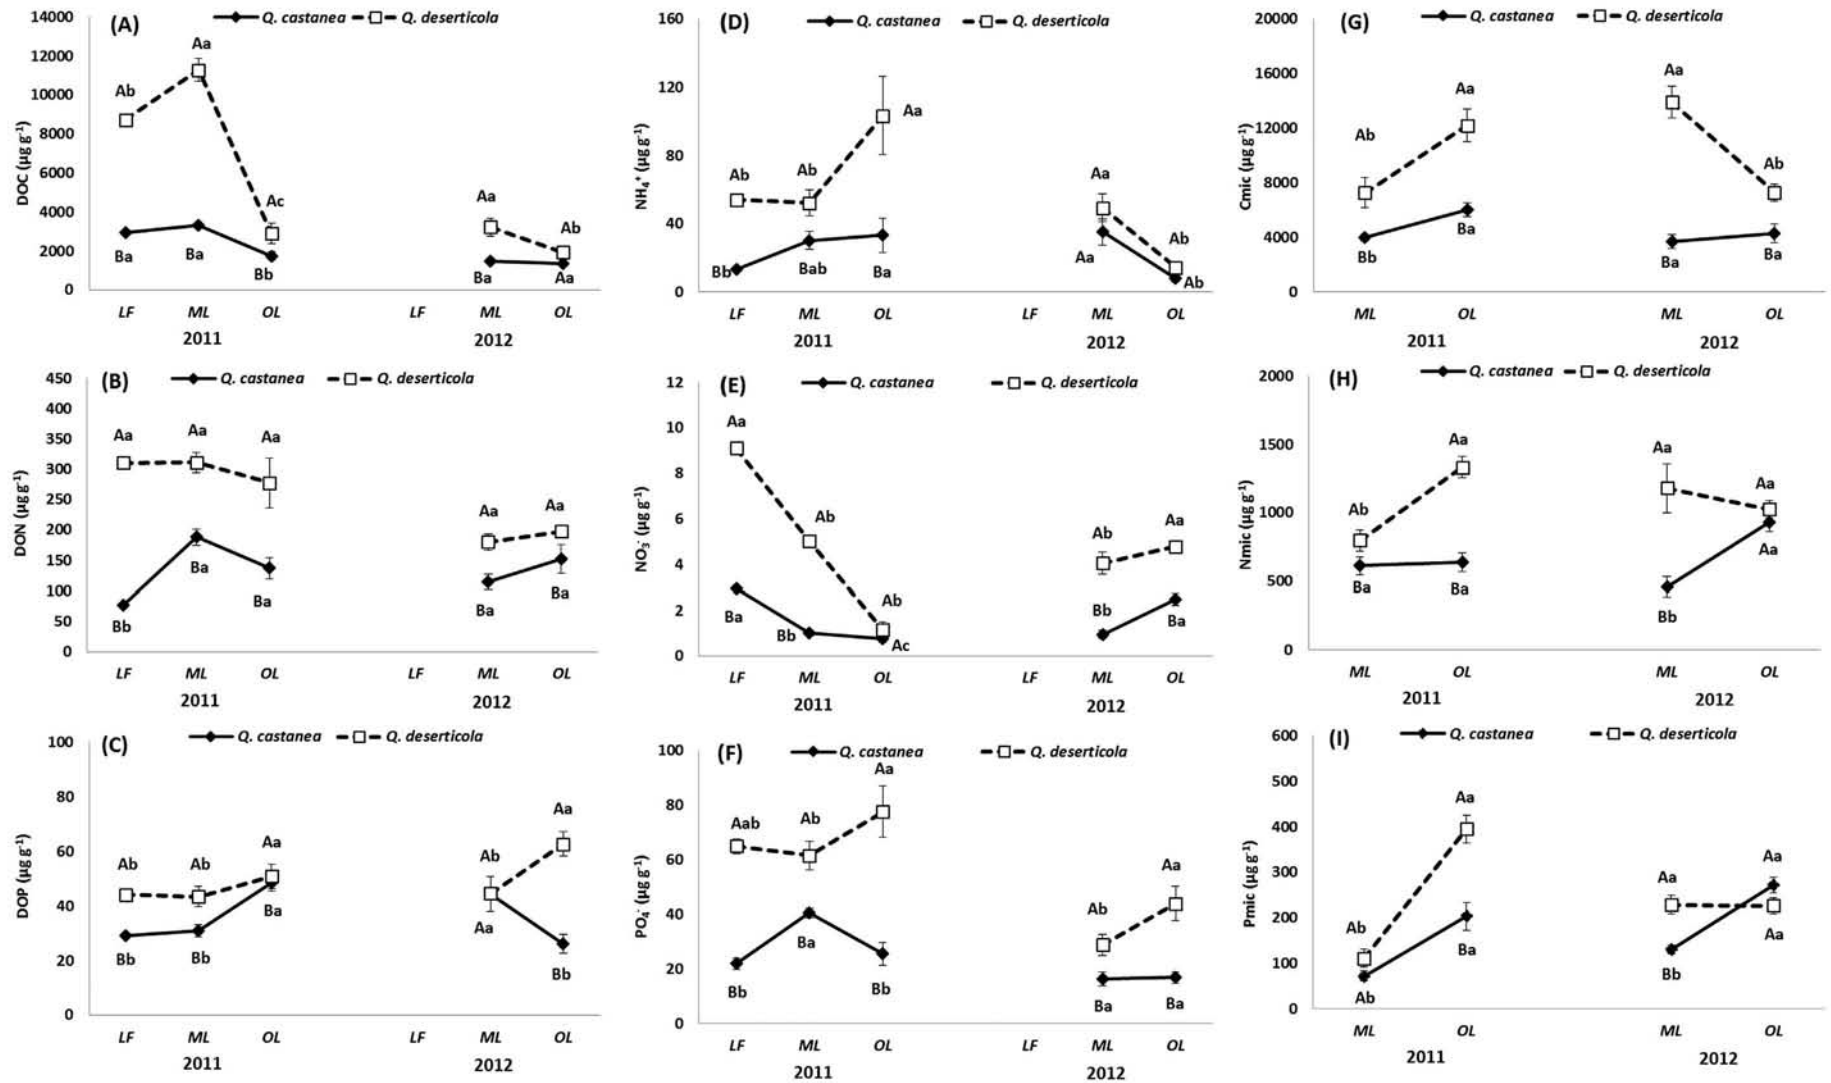 (A) Q. castanea Q. deserticola
14000
12000
10000
8000
6000
4000
2000
0
DOC (µg g-1)
Ab Aa Ac Aa Ab
Ba Ba Bb Ba Aa
LF ML OL LF ML OL
2011 2012
(B) Q. castanea Q. deserticola
450
400
350
300
250
200
150
100
50
0
DON (µg g-1)
Aa Aa Aa Aa Aa
Bb Ba Ba Ba Ba
LF ML OL LF ML OL
2011 2012
(C) Q. castanea Q. deserticola
100
80
60
40
20
0
DOP (µg g-1)
Ab Ab Aa Ab Aa
Bb Bb Ba Aa Bb
LF ML OL LF ML OL
2011 2012
(D) Q. castanea Q. deserticola
160
120
80
40
0
NH4+ (µg g-1)
Ab Ab Aa Aa Ab
Bb Bab Ba Aa Ab
LF ML OL LF ML OL
2011 2012
(E) Q. castanea Q. deserticola
12
10
8
6
4
2
0
NO3- (µg g-1)
Aa Ab Ab Ab Aa
Ba Bb Ac Bb Ba
LF ML OL LF ML OL
2011 2012
(F) Q. castanea Q. deserticola
100
80
60
40
20
0
PO4- (µg g-1)
Aab Ab Aa Ab Aa
Bb Ba Bb Ba Ba
LF ML OL LF ML OL
2011 2012
(G) Q. castanea Q. deserticola
20000
16000
12000
8000
4000
0
Cmic (µg g-1)
Ab Aa Aa Ab
Bb Ba Ba Ba
ML OL ML OL
2011 2012
(H) Q. castanea Q. deserticola
2000
1500
1000
500
0
Nmic (µg g-1)
Ab Aa Aa Aa
Ba Ba Bb Aa
ML OL ML OL
2011 2012
(I) Q. castanea Q. deserticola
600
500
400
300
200
100
0
Pmic (µg g-1)
Ab Aa Aa Aa
Ab Ba Bb Aa
ML OL ML OL
2011 2012